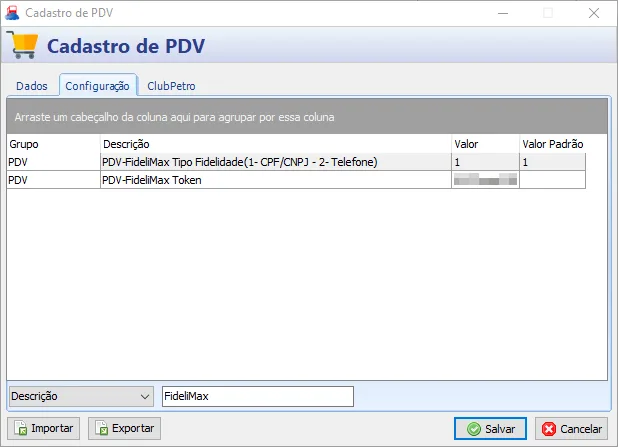 Cadastro de PDV
Cadastro de PDV
Dados Configuração ClubPetro
Arraste um cabeçalho da coluna aqui para agrupar por essa coluna
Grupo Descrição Valor Valor Padrão
PDV PDV-FideliMax Tipo Fidelidade(1- CPF/CNPJ - 2- Telefone) 1 1
PDV PDV-FideliMax Token
Descrição FideliMax
Importar Exportar Salvar Cancelar